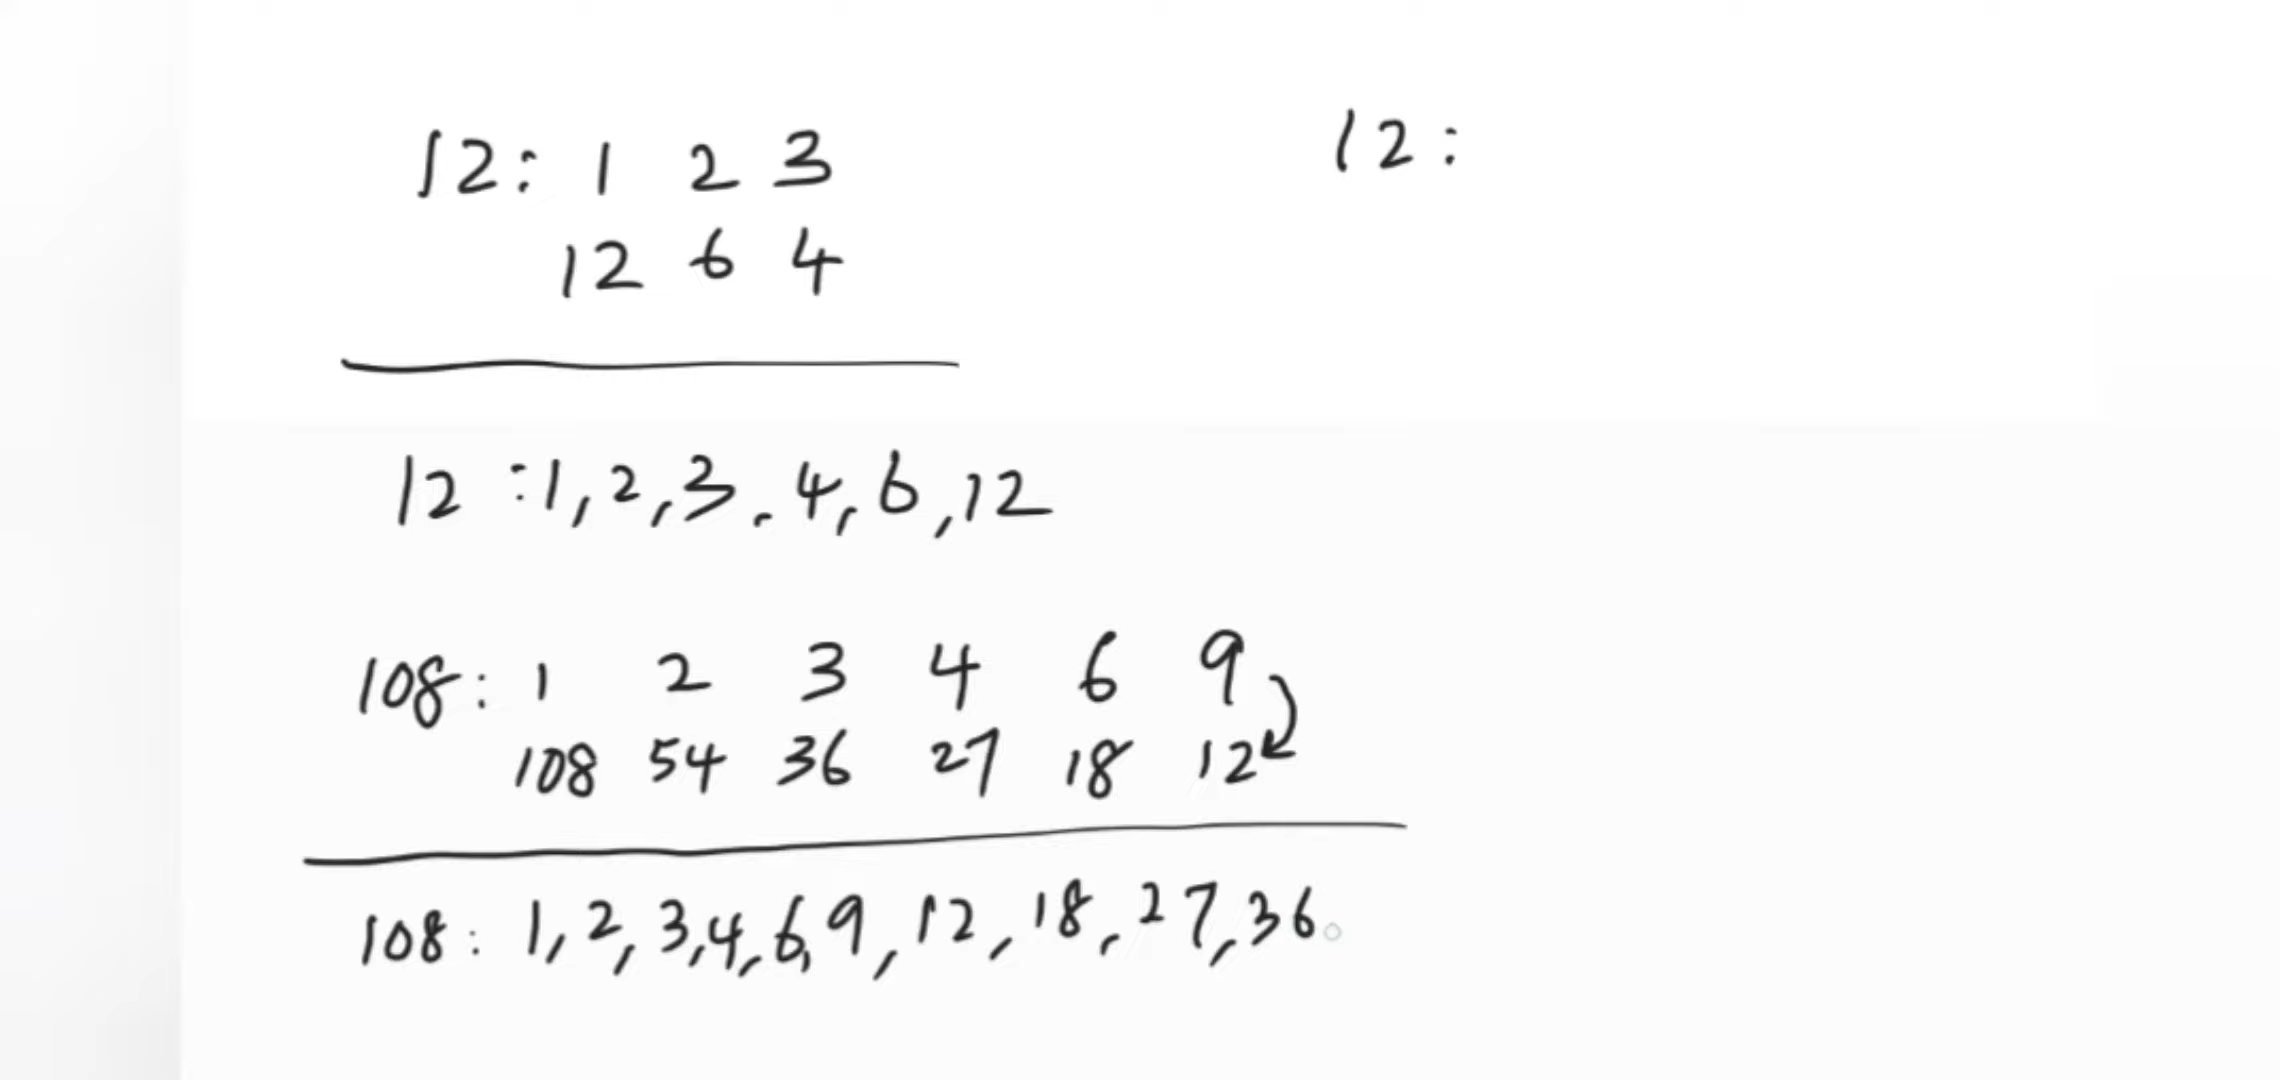 12: 1 2 3
12 6 4
12:
12:1,2,3.4,6,12
108: 1 2 3 4 6 9
108 54 36 27 18 12
108: 1,2,3,4,6,9,12,18,27,36